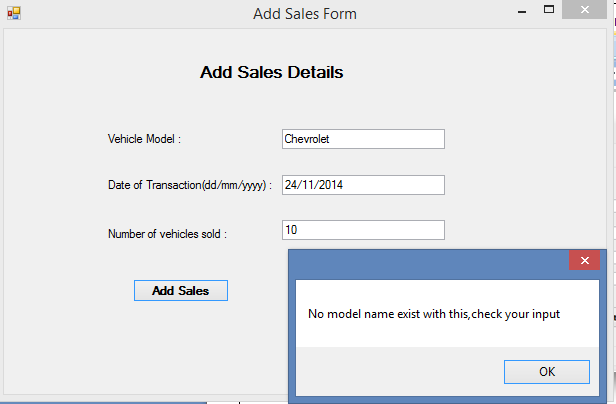 Add Sales Form
Add Sales Details
Vehicle Model :
Chevrolet
Date of Transaction(dd/mm/yyyy) :
24/11/2014
Number of vehicles sold :
10
Add Sales
No model name exist with this,check your input
OK